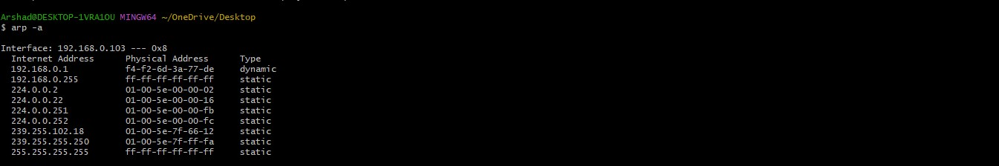 Arshad@DESKTOP-1VRA1OU MINGW64 ~/OneDrive/Desktop
$ arp -a
Interface: 192.168.0.103 --- 0x8
  Internet Address      Physical Address      Type
  192.168.0.1           f4-f2-6d-3a-77-de     dynamic
  192.168.0.255         ff-ff-ff-ff-ff-ff     static
  224.0.0.2             01-00-5e-00-00-02     static
  224.0.0.22            01-00-5e-00-00-16     static
  224.0.0.251           01-00-5e-00-00-fb     static
  224.0.0.252           01-00-5e-00-00-fc     static
  239.255.102.18        01-00-5e-7f-66-12     static
  239.255.255.250       01-00-5e-7f-ff-fa     static
  255.255.255.255       ff-ff-ff-ff-ff-ff     static